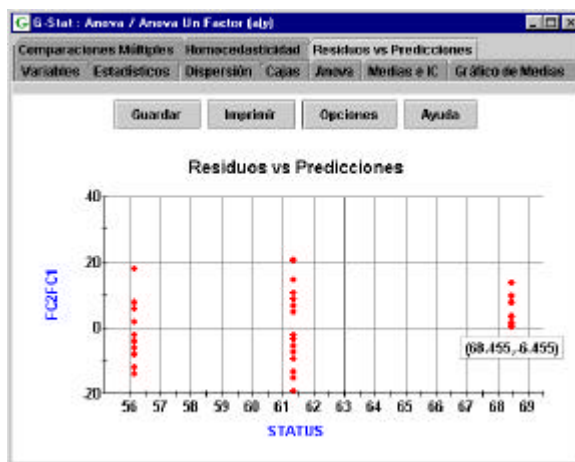 G-Stat : Anova / Anova Un Factor (a|y)
Comparaciones Múltiples Homocedasticidad Residuos vs Predicciones
Variables Estadísticos Dispersión Cajas Anova Medias e IC Gráfico de Medias
Guardar Imprimir Opciones Ayuda
Residuos vs Predicciones
40
20
0
20
FC2FC1
(68.455,-6.455)
56 57 58 59 60 61 62 63 64 65 66 67 68 69
STATUS